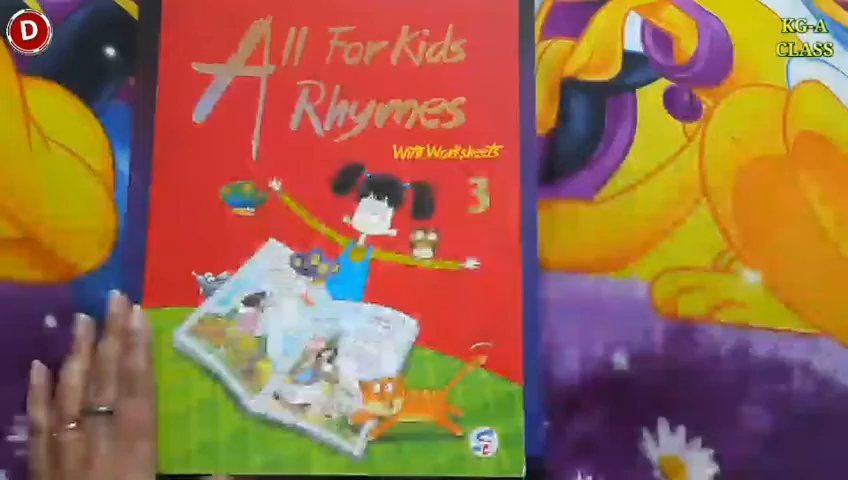 D
KG-A
CLASS
All For Kids
Rhymes
With Worksheets
3